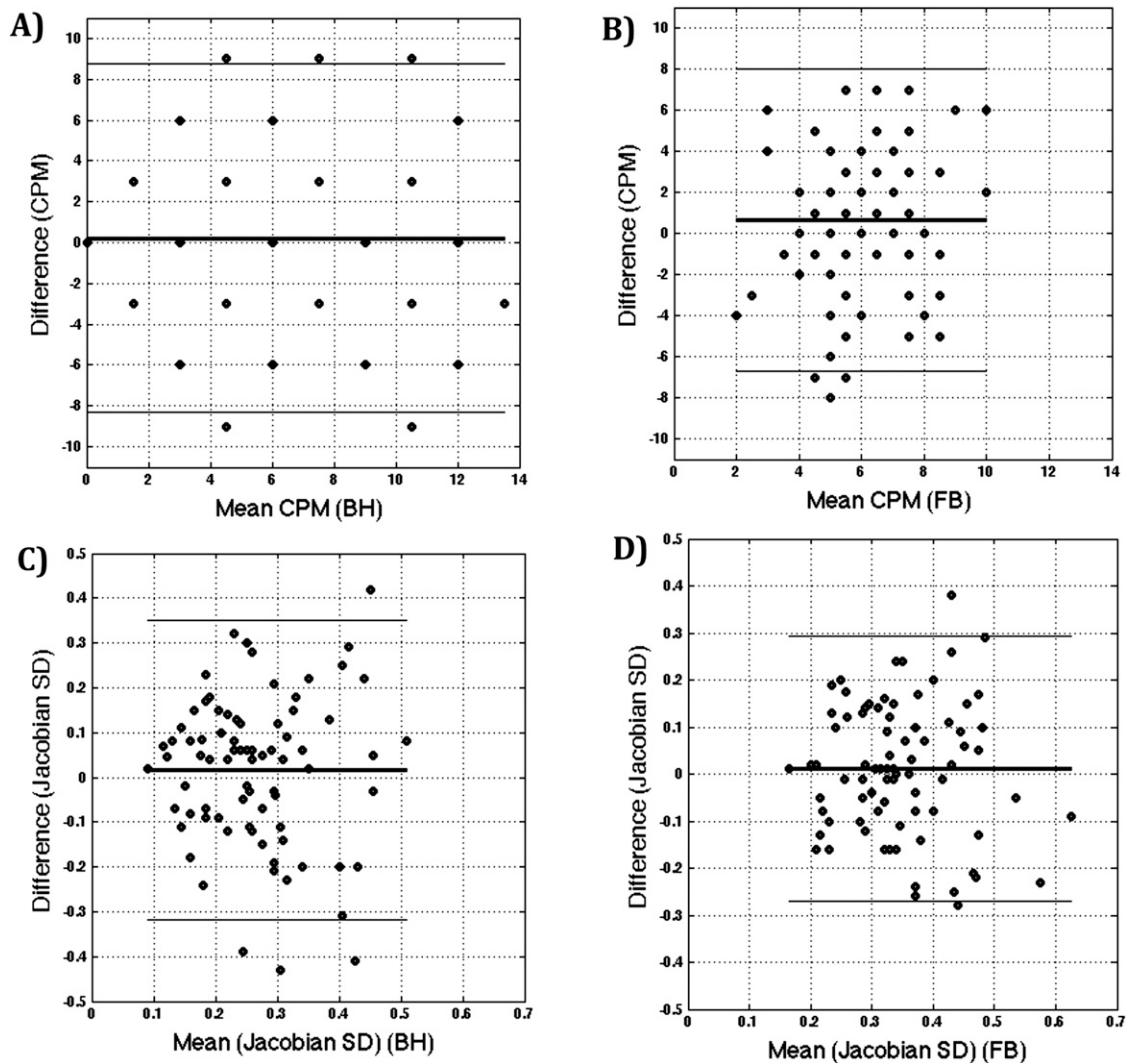 A)
10
8
6
4
2
0
-2
-4
-6
-8
-10
Difference (CPM)
0 2 4 6 8 10 12 14
Mean CPM (BH)
B)
10
8
6
4
2
0
-2
-4
-6
-8
-10
Difference (CPM)
0 2 4 6 8 10 12 14
Mean CPM (FB)
C)
0.5
0.4
0.3
0.2
0.1
0
-0.1
-0.2
-0.3
-0.4
-0.5
Difference (Jacobian SD)
0 0.1 0.2 0.3 0.4 0.5 0.6 0.7
Mean (Jacobian SD) (BH)
D)
0.5
0.4
0.3
0.2
0.1
0
-0.1
-0.2
-0.3
-0.4
-0.5
Difference (Jacobian SD)
0 0.1 0.2 0.3 0.4 0.5 0.6 0.7
Mean (Jacobian SD) (FB)